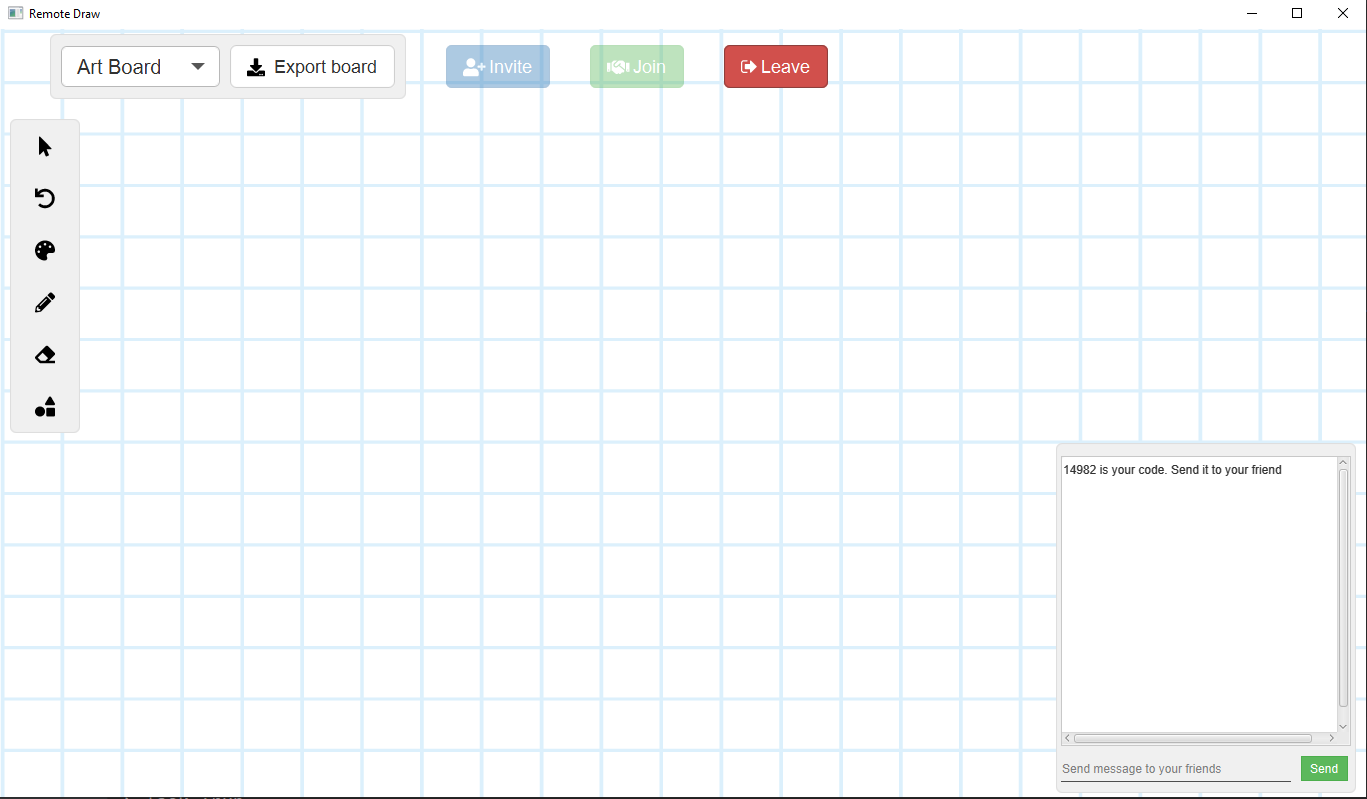 Remote Draw
Art Board
Export board
Invite
Join
Leave
14982 is your code. Send it to your friend
Send message to your friends
Send